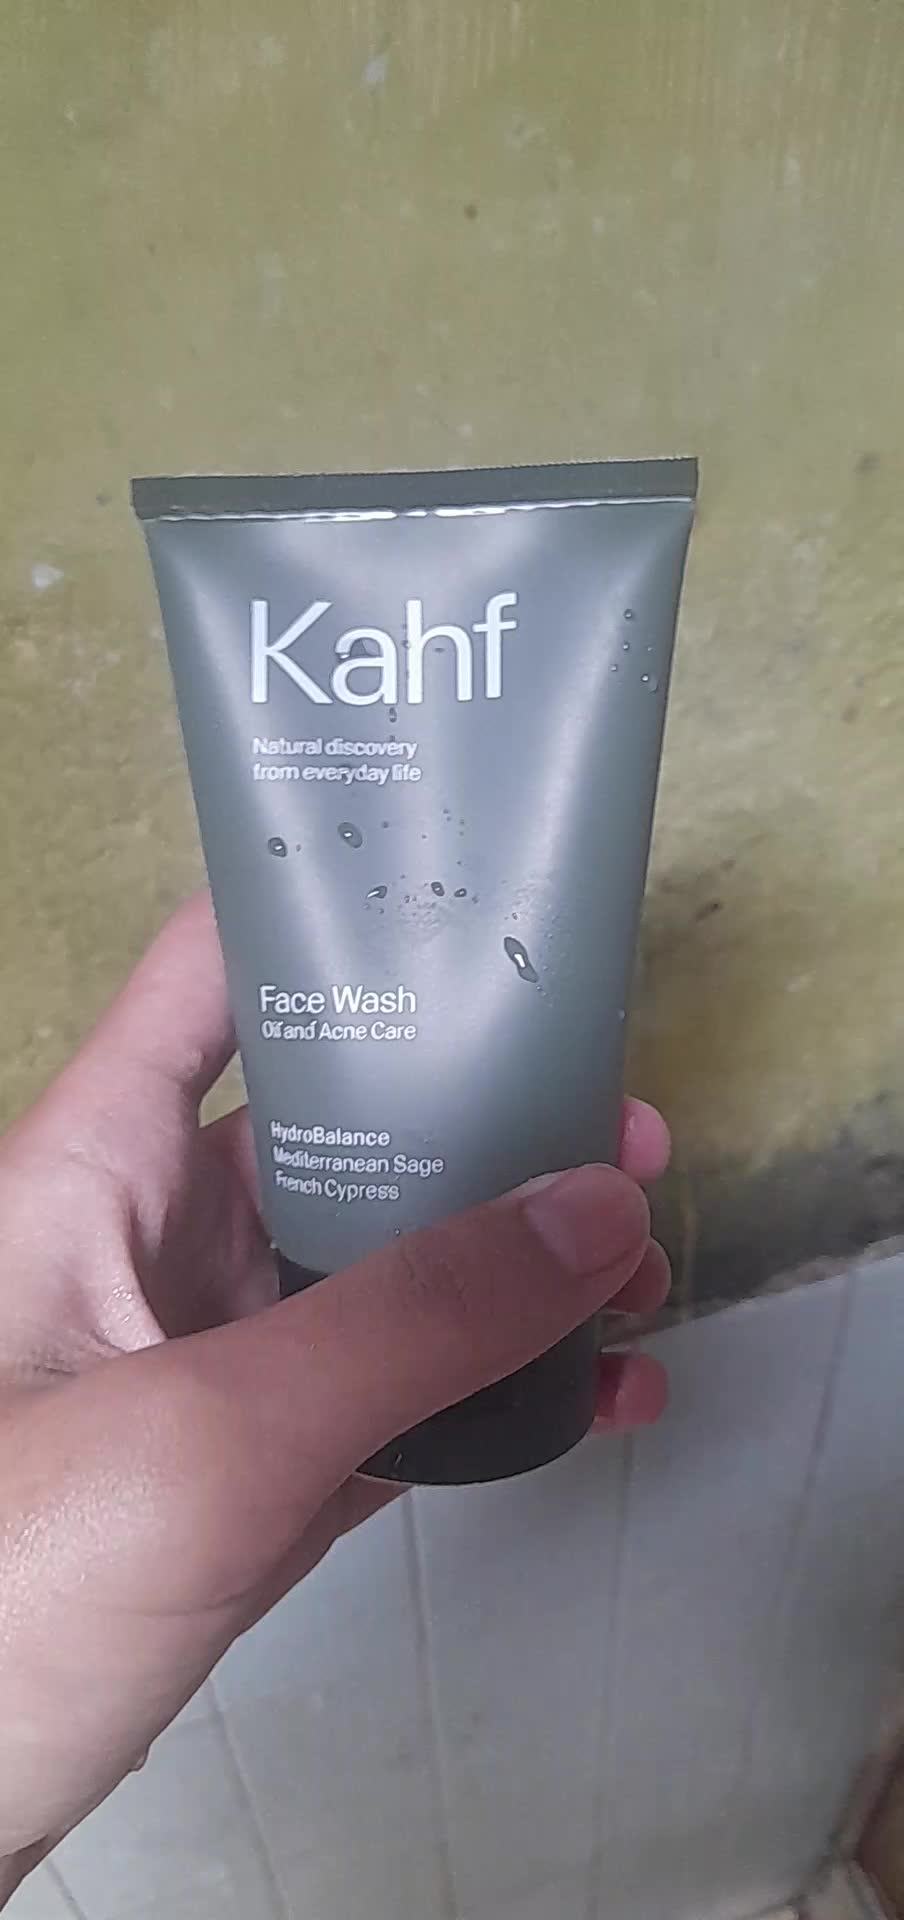 Kahf
Natural discovery
from everyday life
Face Wash
Oil and Acne Care
HydroBalance
Mediterranean Sage
French Cypress